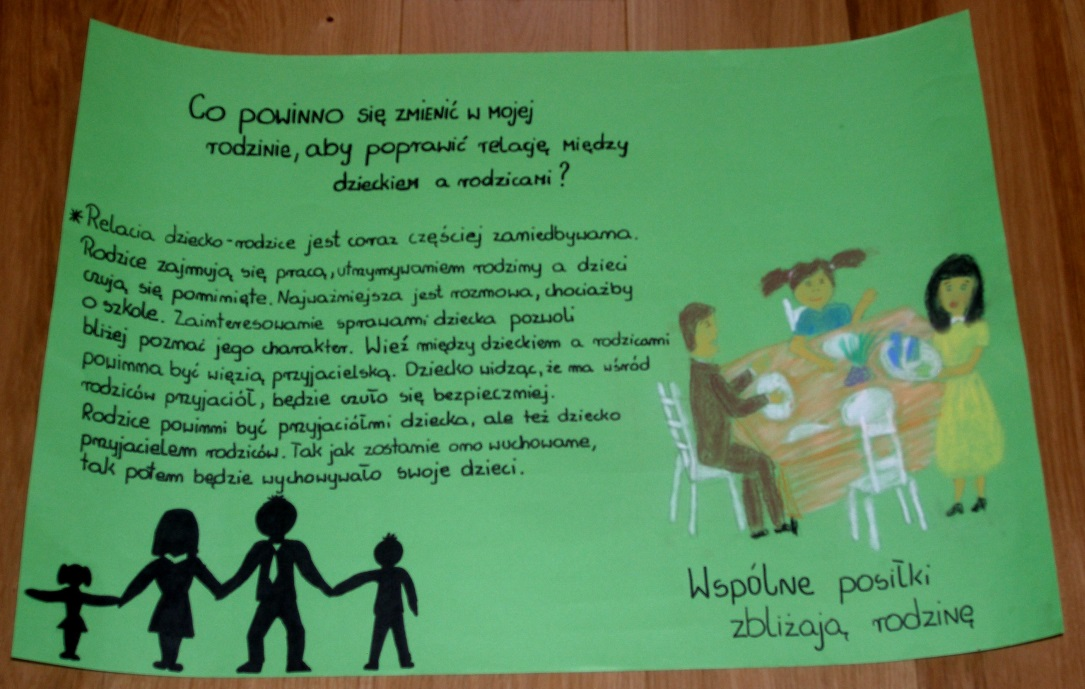 Co powinno się zmienić w mojej
rodzinie, aby poprawić relację między
dzieckiem a rodzicami?
*Relacja dziecko-rodzice jest coraz częściej zaniedbywana.
Rodzice zajmują się pracą, utrzymywaniem rodziny a dzieci
czują się pominięte. Najważniejsza jest rozmowa, chociażby
o szkole. Zainteresowanie sprawami dziecka pozwoli
bliżej poznać jego charakter. Wieź między dzieckiem a rodzicami
powinna być więzią przyjacielską. Dziecko widząc, że ma wśród
rodziców przyjaciół, będzie czuło się bezpieczniej.
Rodzice powinni być przyjaciółmi dziecka, ale też dziecko
przyjacielem rodziców. Tak jak zostanie ono wuchowane,
tak potem będzie wychowywało swoje dzieci.
Wspólne posiłki
zbliżają rodzinę